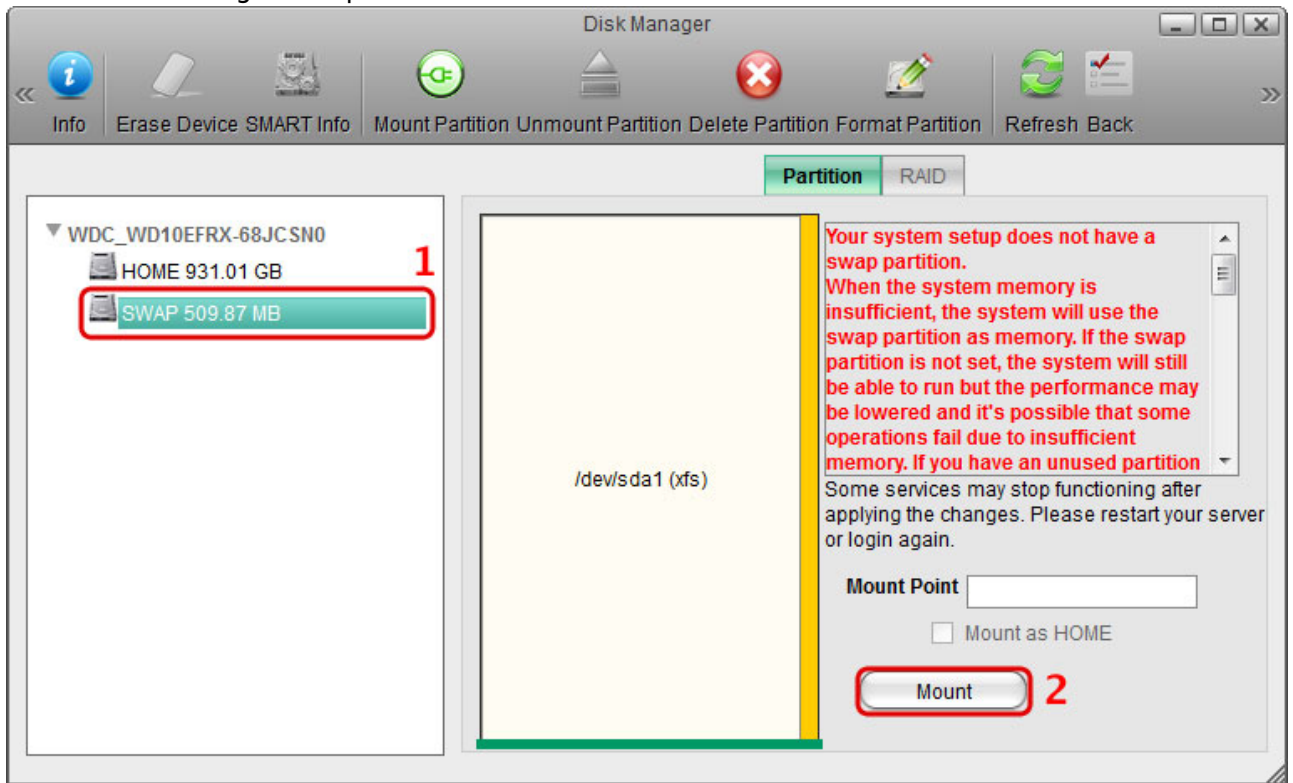 Disk Manager
Info Erase Device SMART Info Mount Partition Unmount Partition Delete Partition Format Partition Refresh Back
Partition RAID
WDC_WD10EFRX-68JCSN0
HOME 931.01 GB
1
SWAP 509.87 MB
/dev/sda1 (xfs)
Your system setup does not have a
swap partition.
When the system memory is
insufficient, the system will use the
swap partition as memory. If the swap
partition is not set, the system will still
be able to run but the performance may
be lowered and it's possible that some
operations fail due to insufficient
memory. If you have an unused partition
Some services may stop functioning after
applying the changes. Please restart your server
or login again.
Mount Point
Mount as HOME
Mount 2